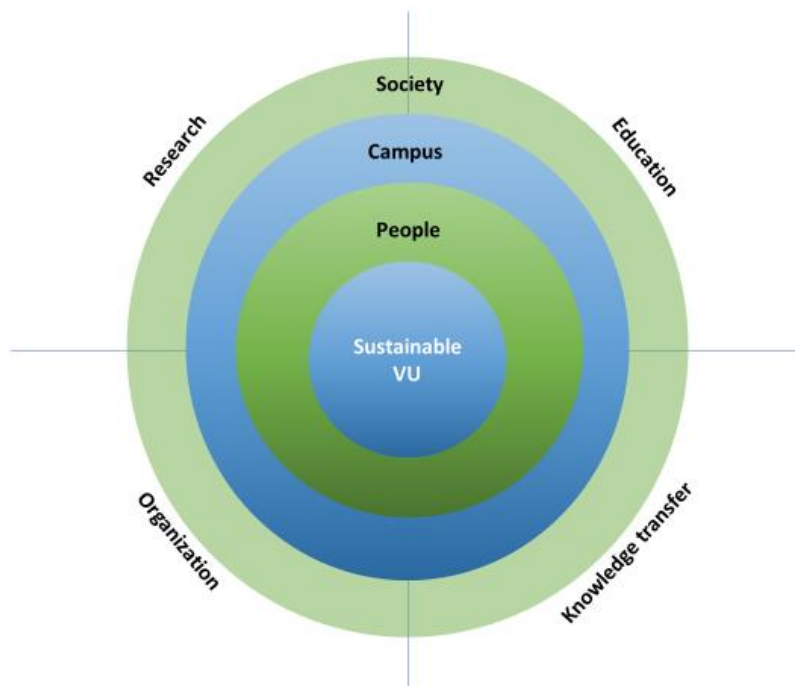 Society
Research
Education
Campus
People
Sustainable
VU
Organization
Knowledge transfer